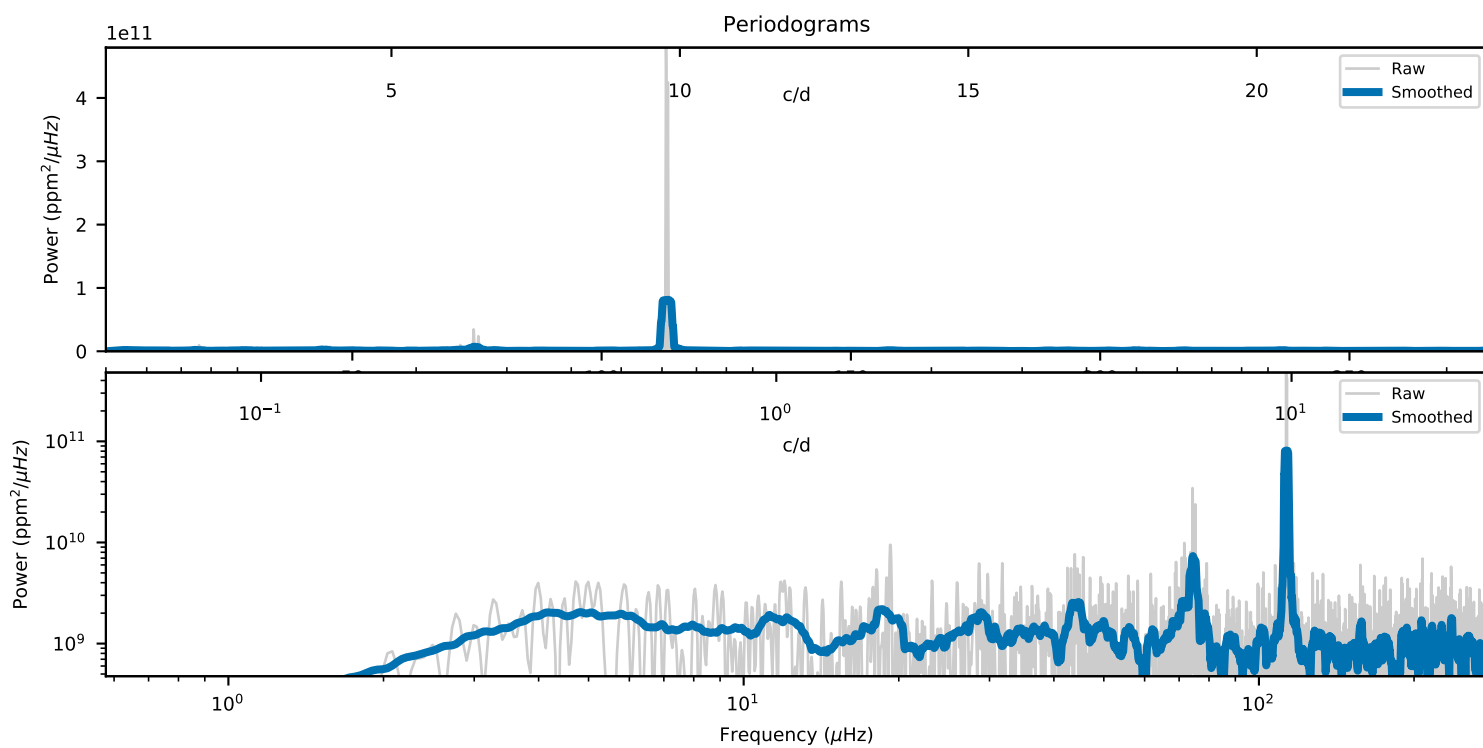 Periodograms
1e11
5 10 15 20
c/d
Raw
Smoothed
4
3
2
1
0
Power (ppm²/μHz)
10⁻¹ 10⁰ 10¹
c/d
Raw
Smoothed
10¹¹
10¹⁰
10⁹
Power (ppm²/μHz)
10⁰ 10¹ 10²
Frequency (μHz)